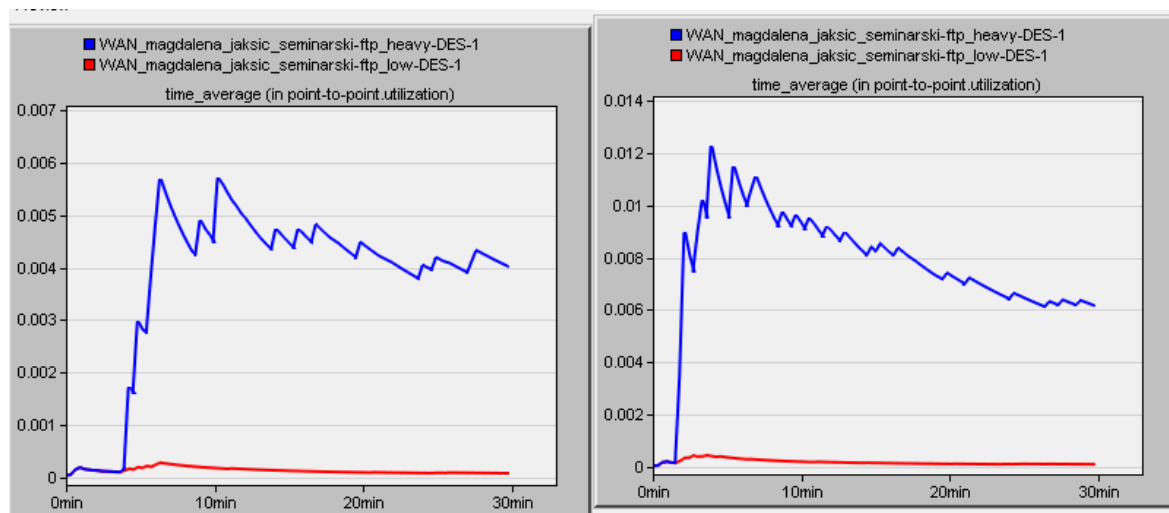 WAN_magdalena_jaksic_seminarski-ftp_heavy-DES-1
WAN_magdalena_jaksic_seminarski-ftp_low-DES-1
time_average (in point-to-point.utilization)
0.007
0.006
0.005
0.004
0.003
0.002
0.001
0
0min
10min
20min
30min
WAN_magdalena_jaksic_seminarski-ftp_heavy-DES-1
WAN_magdalena_jaksic_seminarski-ftp_low-DES-1
time_average (in point-to-point.utilization)
0.014
0.012
0.01
0.008
0.006
0.004
0.002
0
0min
10min
20min
30min